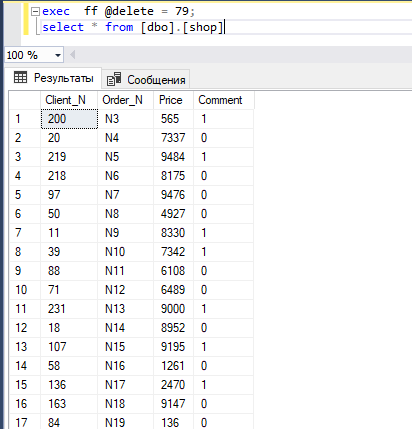 exec ff @delete = 79;
select * from [dbo].[shop]
100 %
Результаты Сообщения
Client_N Order_N Price Comment
1 200 N3 565 1
2 20 N4 7337 0
3 219 N5 9484 1
4 218 N6 8175 0
5 97 N7 9476 0
6 50 N8 4927 0
7 11 N9 8330 1
8 39 N10 7342 1
9 88 N11 6108 0
10 71 N12 6489 0
11 231 N13 9000 1
12 18 N14 8952 0
13 107 N15 9195 1
14 58 N16 1261 0
15 136 N17 2470 1
16 163 N18 9147 0
17 84 N19 136 0